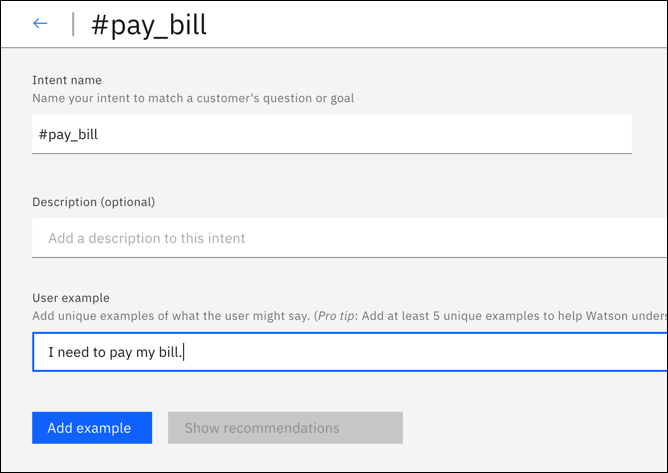 ← | #pay_bill
Intent name
Name your intent to match a customer's question or goal
#pay_bill
Description (optional)
Add a description to this intent
User example
Add unique examples of what the user might say. (Pro tip: Add at least 5 unique examples to help Watson unders
I need to pay my bill.
Add example
Show recommendations